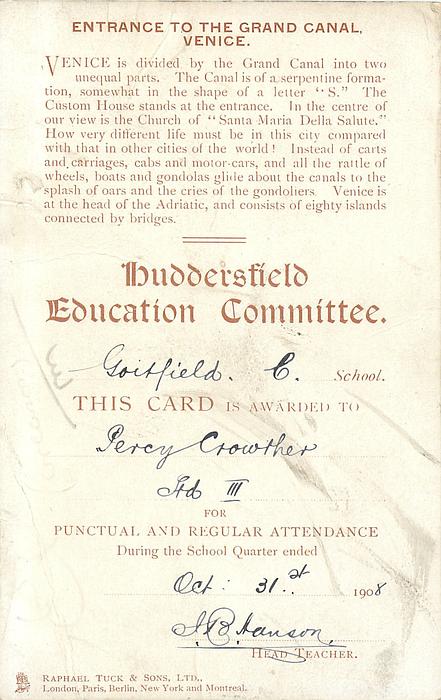 ENTRANCE TO THE GRAND CANAL,
VENICE.
VENICE is divided by the Grand Canal into two
unequal parts. The Canal is of a serpentine forma-
tion, somewhat in the shape of a letter "S." The
Custom House stands at the entrance. In the centre of
our view is the Church of "Santa Maria Della Salute."
How very different life must be in this city compared
with that in other cities of the world! Instead of carts
and carriages, cabs and motor-cars, and all the rattle of
wheels, boats and gondolas glide about the canals to the
splash of oars and the cries of the gondoliers. Venice is
at the head of the Adriatic, and consists of eighty islands
connected by bridges.
Huddersfield
Education Committee.
Goitfield. C. School.
THIS CARD IS AWARDED TO
Percy Crowther
Std III
FOR
PUNCTUAL AND REGULAR ATTENDANCE
During the School Quarter ended
Oct: 31.st 1908
J.B. Hanson.
HEAD TEACHER.
RAPHAEL TUCK & SONS, LTD.,
London, Paris, Berlin, New York and Montreal.